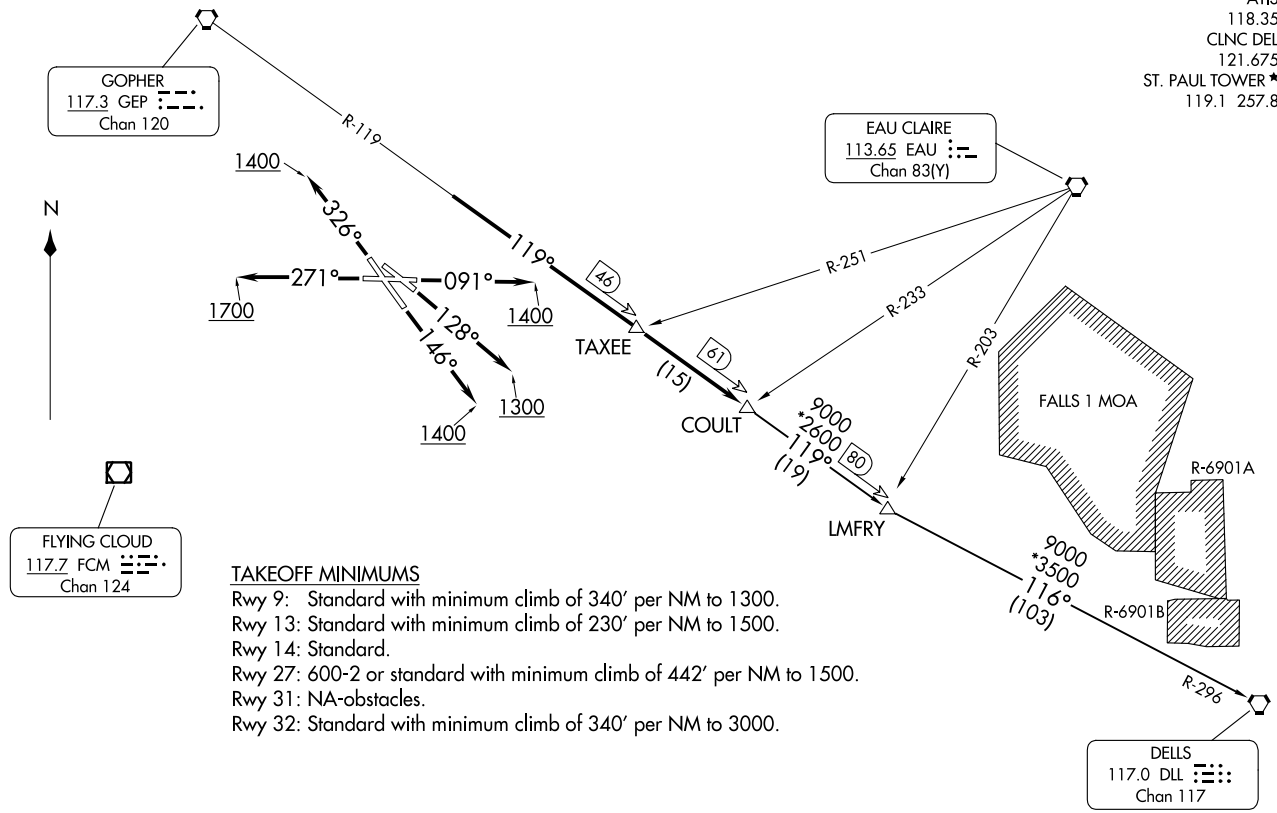 118.35
CLNC DEL
121.675
ST. PAUL TOWER ★
119.1 257.8
GOPHER
117.3 GEP
Chan 120
R-119
EAU CLAIRE
113.65 EAU
Chan 83(Y)
1400
N
326°
119°
R-251
271°
091°
46
R-233
1700
128°
1400
TAXEE
R-203
146°
61
(15)
1300
FALLS 1 MOA
1400
COULT
9000
*2600
119°
(19)
80
R-6901A
LMFRY
FLYING CLOUD
117.7 FCM
Chan 124
9000
*3500
116°
(103)
R-6901B
TAKEOFF MINIMUMS
Rwy 9: Standard with minimum climb of 340' per NM to 1300.
Rwy 13: Standard with minimum climb of 230' per NM to 1500.
Rwy 14: Standard.
Rwy 27: 600-2 or standard with minimum climb of 442' per NM to 1500.
Rwy 31: NA-obstacles.
Rwy 32: Standard with minimum climb of 340' per NM to 3000.
R-296
DELLS
117.0 DLL
Chan 117